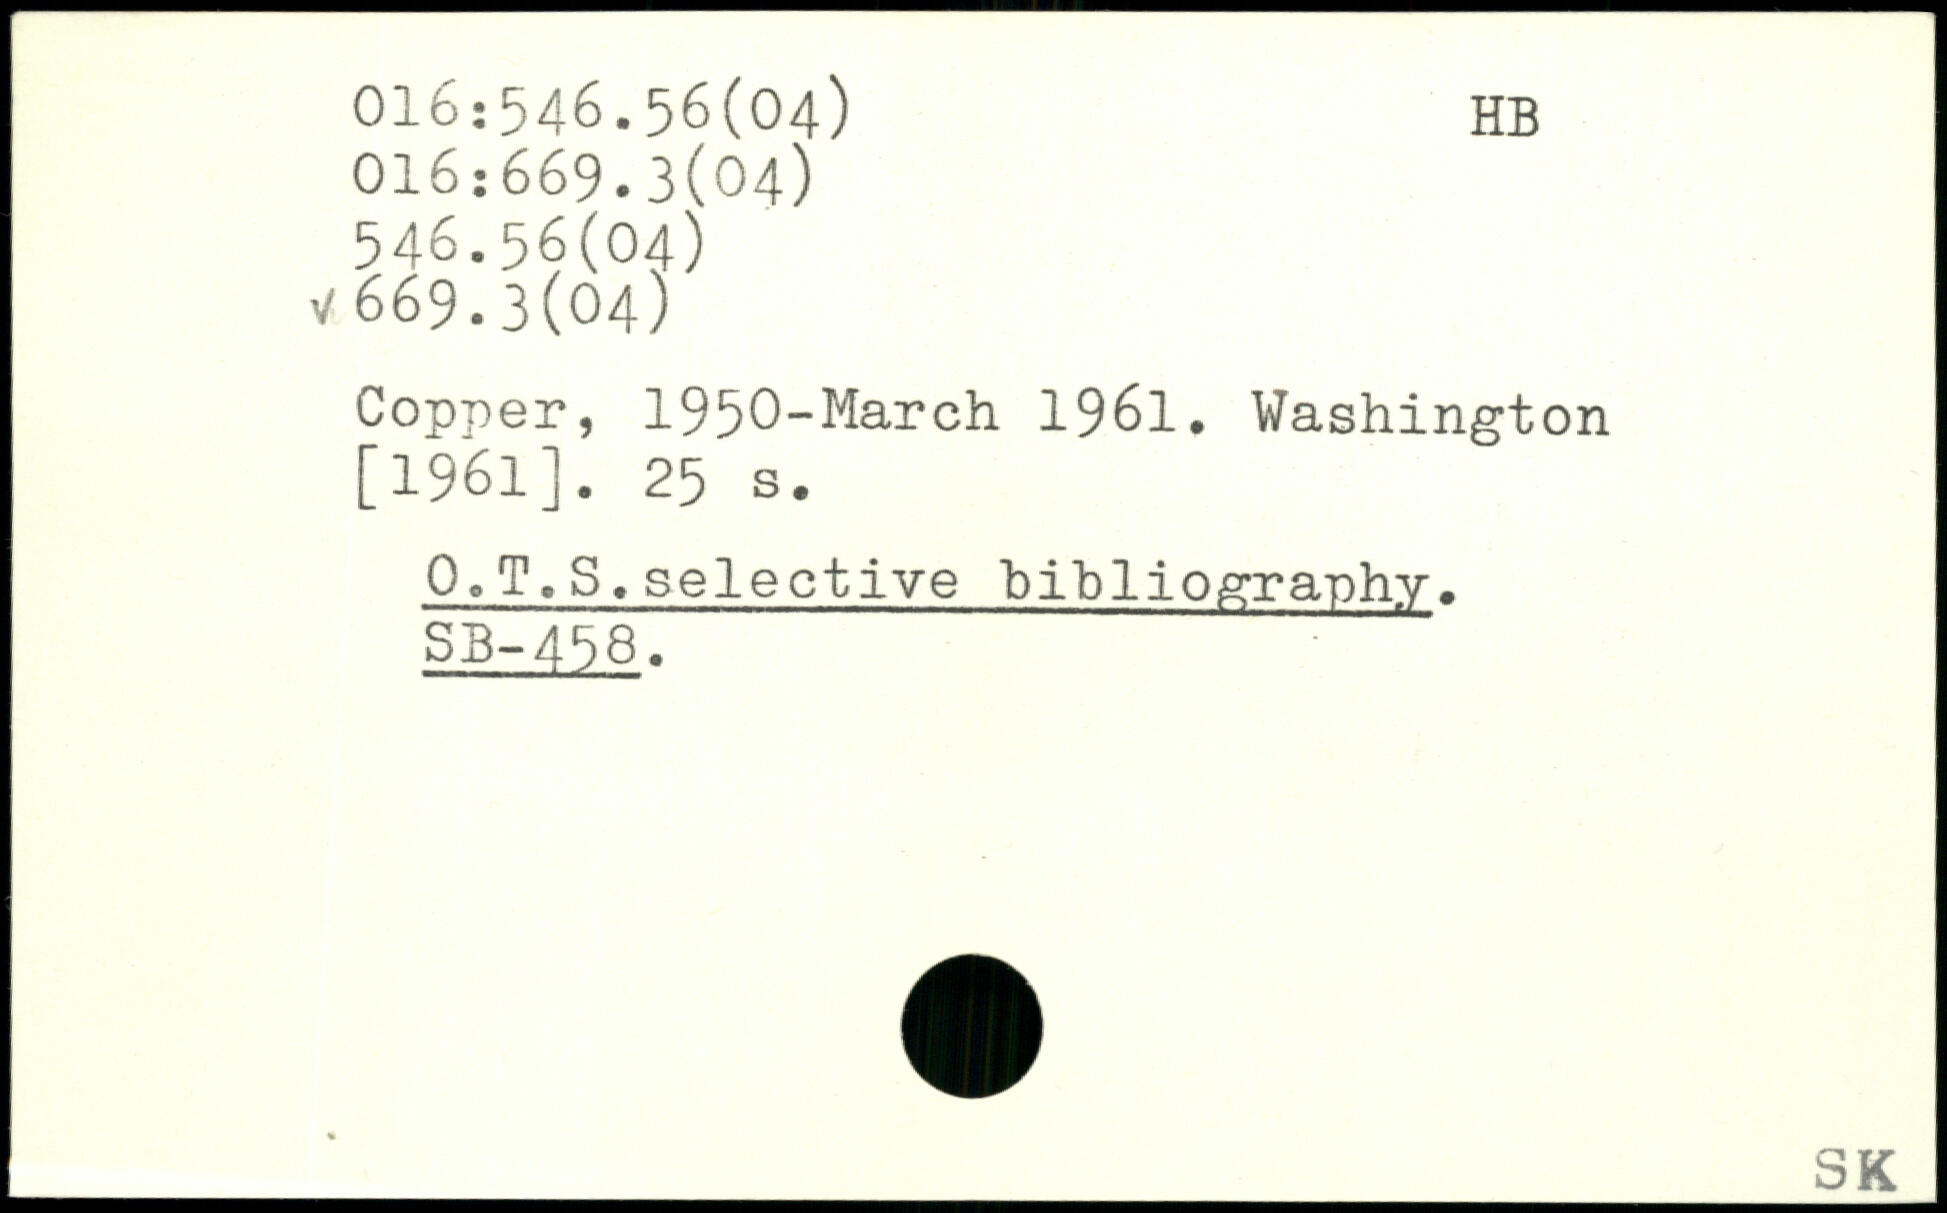 016:546.56(04) HB
016:669.3(04)
546.56(04)
✓ 669.3(04)
Copper, 1950-March 1961. Washington
[1961]. 25 s.
O.T.S.selective bibliography.
SB-458.
SK